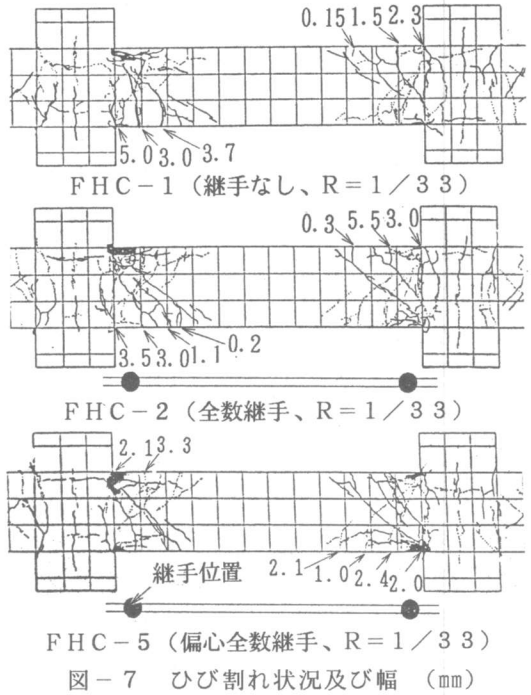 0.15 1.5 2.3
5.0 3.0 3.7
FHC-1(継手なし、R=1/33)
0.3 5.5 3.0
3.5 3.0 1.1 0.2
FHC-2(全数継手、R=1/33)
2.1 3.3
2.1 1.0 2.4 2.0
継手位置
FHC-5(偏心全数継手、R=1/33)
図-7 ひび割れ状況及び幅 (mm)